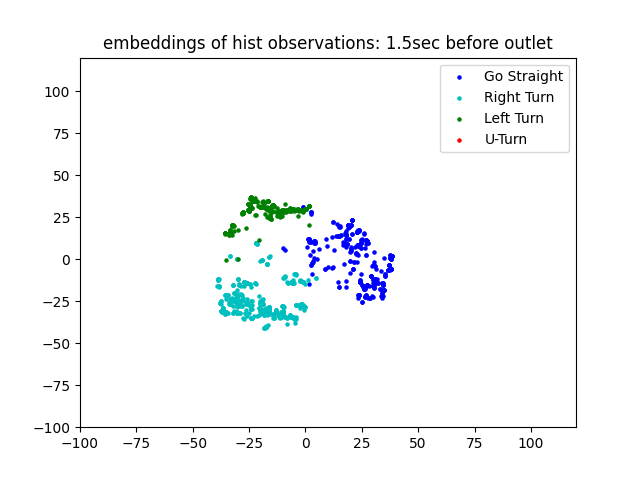 embeddings of hist observations: 1.5sec before outlet
Go Straight
Right Turn
Left Turn
U-Turn
100
75
50
25
0
−25
−50
−75
−100
−100 −75 −50 −25 0 25 50 75 100